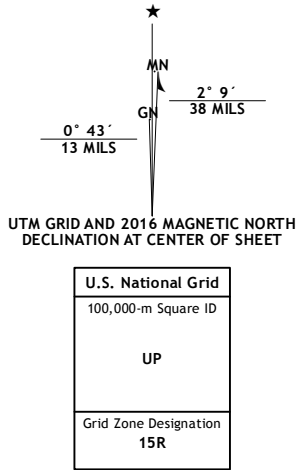 ★
MN
GN
2° 9´
38 MILS
0° 43´
13 MILS
UTM GRID AND 2016 MAGNETIC NORTH
DECLINATION AT CENTER OF SHEET
U.S. National Grid
100,000-m Square ID
UP
Grid Zone Designation
15R